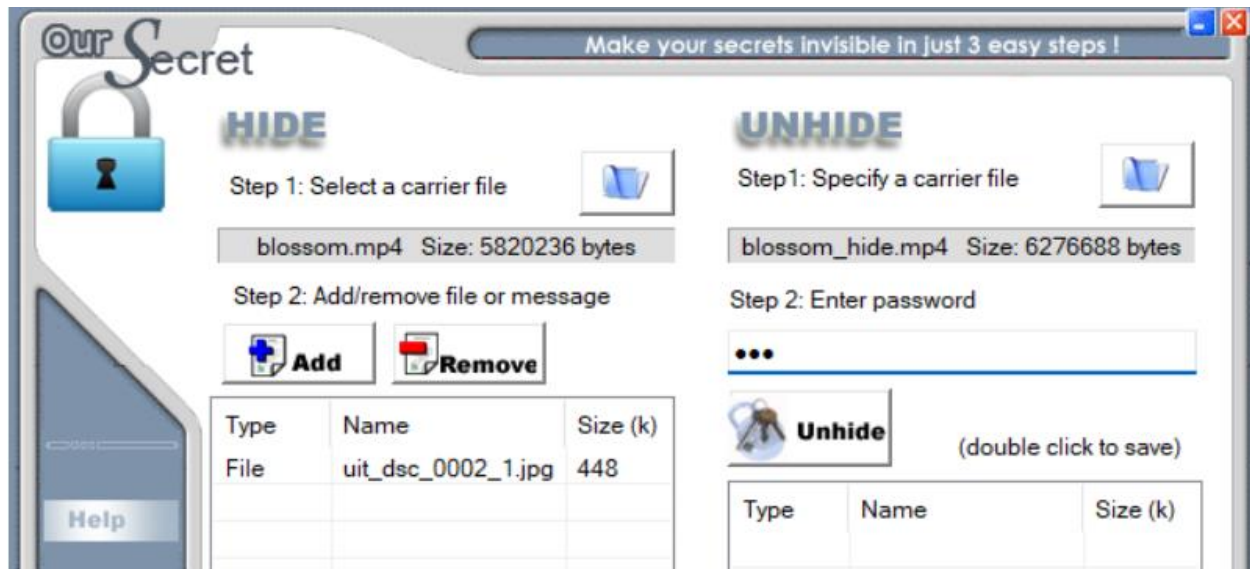 Our Secret
Make your secrets invisible in just 3 easy steps !
HIDE
Step 1: Select a carrier file
blossom.mp4 Size: 5820236 bytes
Step 2: Add/remove file or message
Add Remove
Type Name Size (k)
File uit_dsc_0002_1.jpg 448
Help
UNHIDE
Step1: Specify a carrier file
blossom_hide.mp4 Size: 6276688 bytes
Step 2: Enter password
•••
Unhide
(double click to save)
Type Name Size (k)